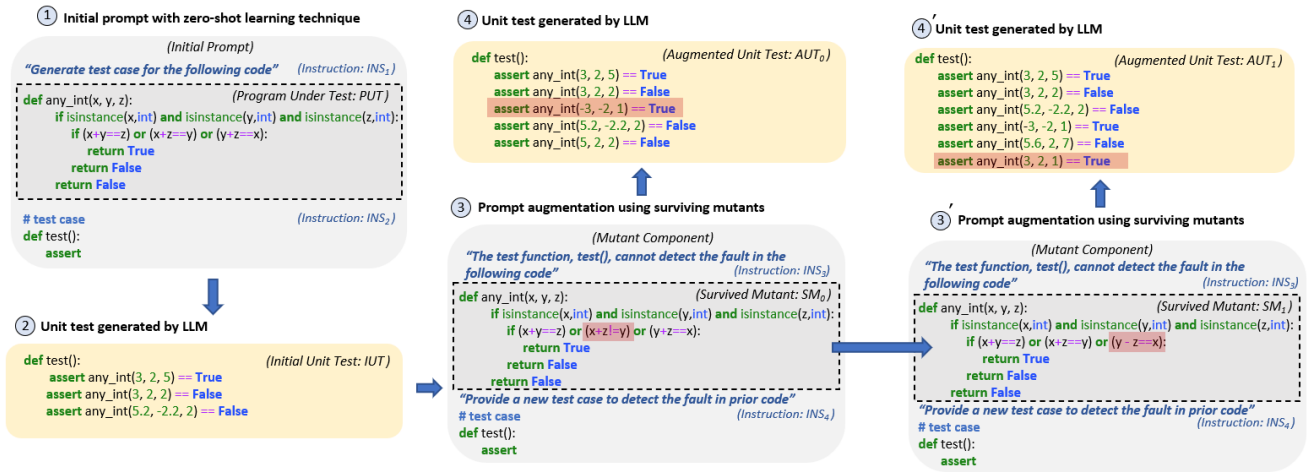 1 Initial prompt with zero-shot learning technique
(Initial Prompt)
“Generate test case for the following code” (Instruction: INS1)
def any_int(x, y, z): (Program Under Test: PUT)
if isinstance(x,int) and isinstance(y,int) and isinstance(z,int):
if (x+y==z) or (x+z==y) or (y+z==x):
return True
return False
return False
# test case (Instruction: INS2)
def test():
assert
2 Unit test generated by LLM
def test(): (Initial Unit Test: IUT)
assert any_int(3, 2, 5) == True
assert any_int(3, 2, 2) == False
assert any_int(5.2, -2.2, 2) == False
4 Unit test generated by LLM
def test(): (Augmented Unit Test: AUT0)
assert any_int(3, 2, 5) == True
assert any_int(3, 2, 2) == False
assert any_int(-3, -2, 1) == True
assert any_int(5.2, -2.2, 2) == False
assert any_int(5, 2, 2) == False
3 Prompt augmentation using surviving mutants
(Mutant Component)
“The test function, test(), cannot detect the fault in the
following code” (Instruction: INS3)
def any_int(x, y, z): (Survived Mutant: SM0)
if isinstance(x,int) and isinstance(y,int) and isinstance(z,int):
if (x+y==z) or (x+z!=y) or (y+z==x):
return True
return False
return False
“Provide a new test case to detect the fault in prior code”
# test case (Instruction: INS4)
def test():
assert
4′ Unit test generated by LLM
def test(): (Augmented Unit Test: AUT1)
assert any_int(3, 2, 5) == True
assert any_int(3, 2, 2) == False
assert any_int(5.2, -2.2, 2) == False
assert any_int(-3, -2, 1) == True
assert any_int(5.6, 2, 7) == False
assert any_int(3, 2, 1) == True
3′ Prompt augmentation using surviving mutants
(Mutant Component)
“The test function, test(), cannot detect the fault in the
following code” (Instruction: INS3)
def any_int(x, y, z): (Survived Mutant: SM1)
if isinstance(x,int) and isinstance(y,int) and isinstance(z,int):
if (x+y==z) or (x+z==y) or (y - z==x):
return True
return False
return False
“Provide a new test case to detect the fault in prior code”
# test case (Instruction: INS4)
def test():
assert